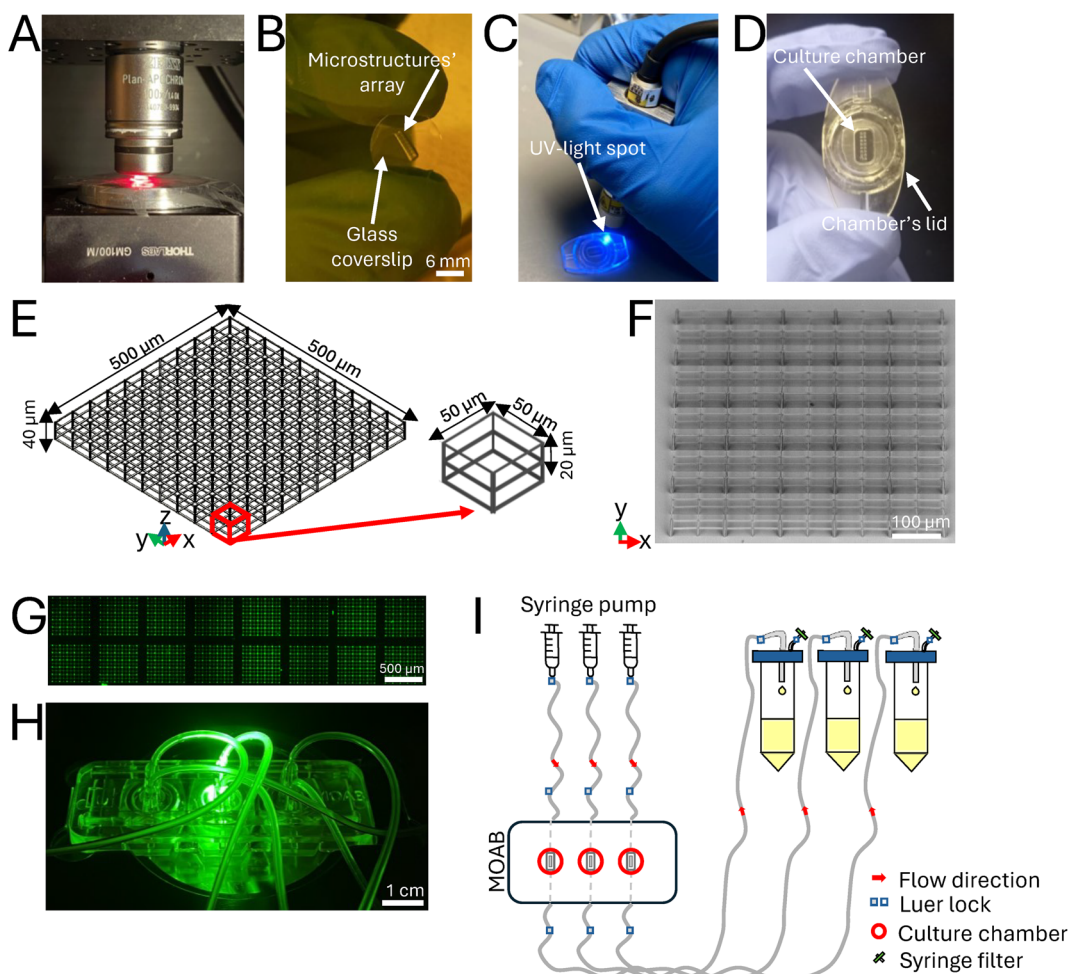 A
Plan-APOCHROM
B
Microstructures'
array
Glass
coverslip
6 mm
C
UV-light spot
D
Culture chamber
Chamber's lid
THORLABS
GM100/M
E
500 µm
500 µm
40 µm
50 µm
50 µm
20 µm
z
y
x
F
y
x
100 µm
G
500 µm
H
MOAB
1 cm
I
Syringe pump
MOAB
Flow direction
Luer lock
Culture chamber
Syringe filter